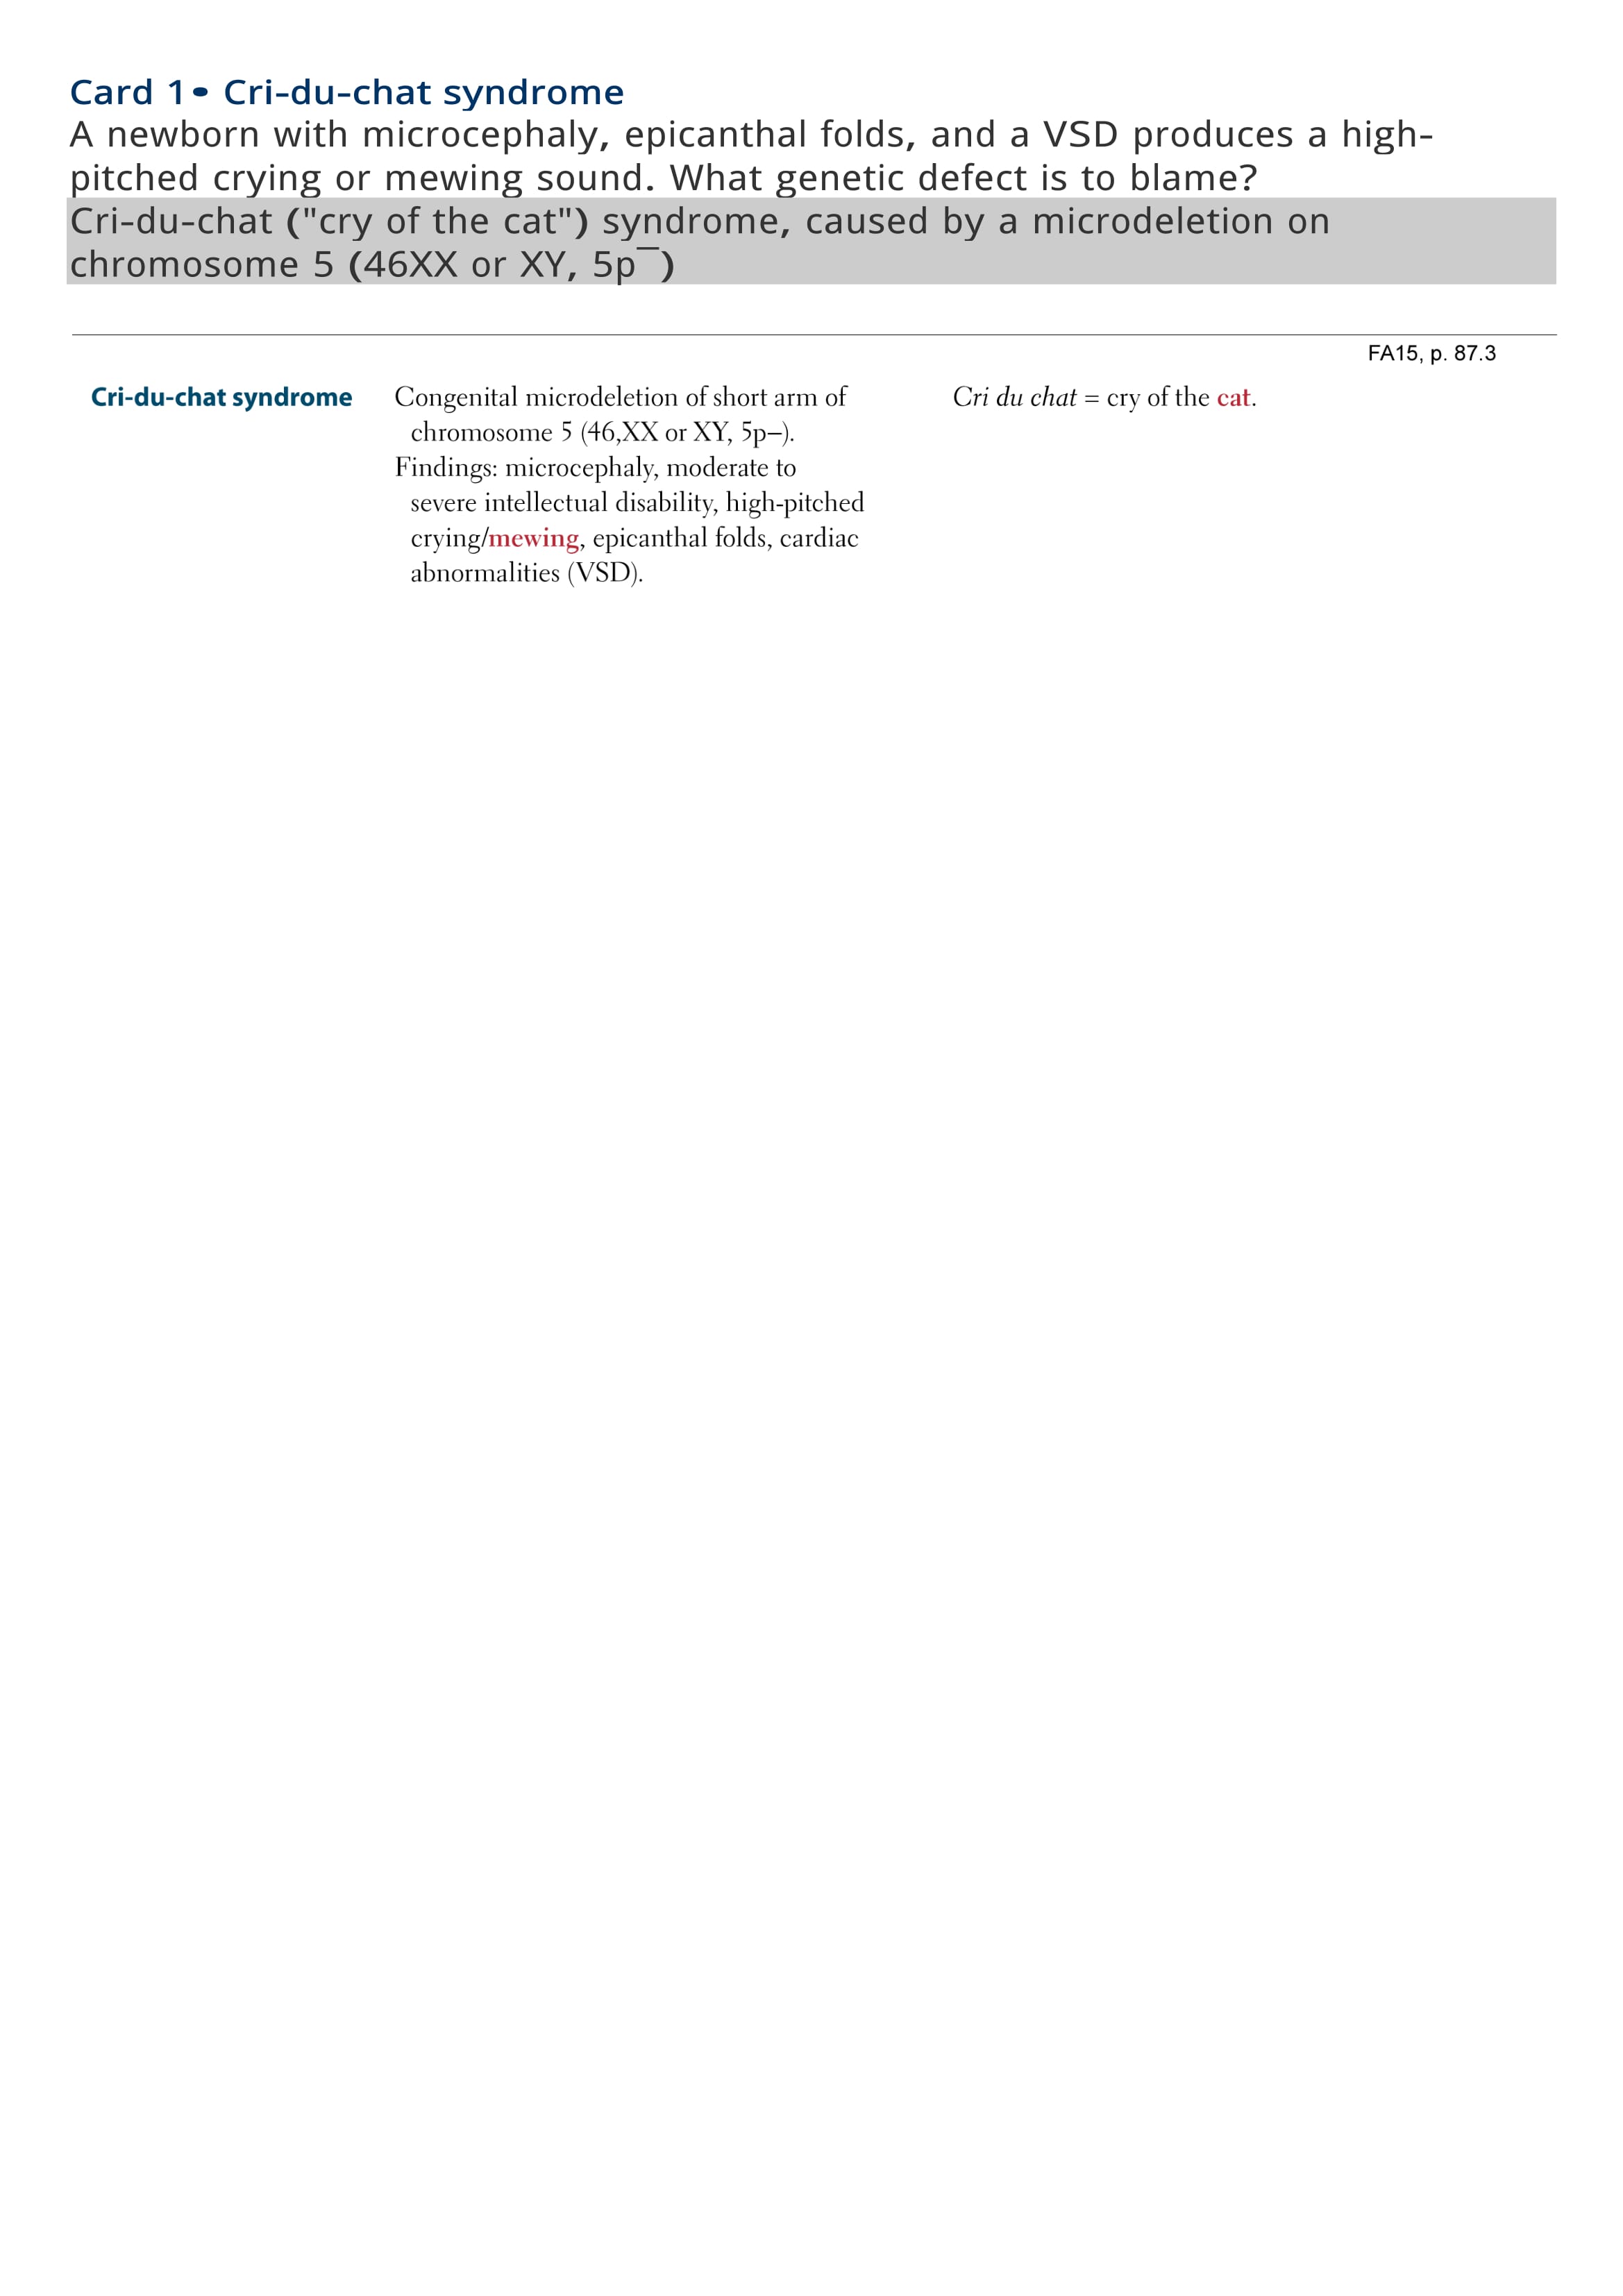 Card 1• Cri-du-chat syndrome
A newborn with microcephaly, epicanthal folds, and a VSD produces a high-
pitched crying or mewing sound. What genetic defect is to blame?
Cri-du-chat ("cry of the cat") syndrome, caused by a microdeletion on
chromosome 5 (46XX or XY, 5p¯)
FA15, p. 87.3
Cri-du-chat syndrome
Congenital microdeletion of short arm of
chromosome 5 (46,XX or XY, 5p–).
Findings: microcephaly, moderate to
severe intellectual disability, high-pitched
crying/mewing, epicanthal folds, cardiac
abnormalities (VSD).
Cri du chat = cry of the cat.